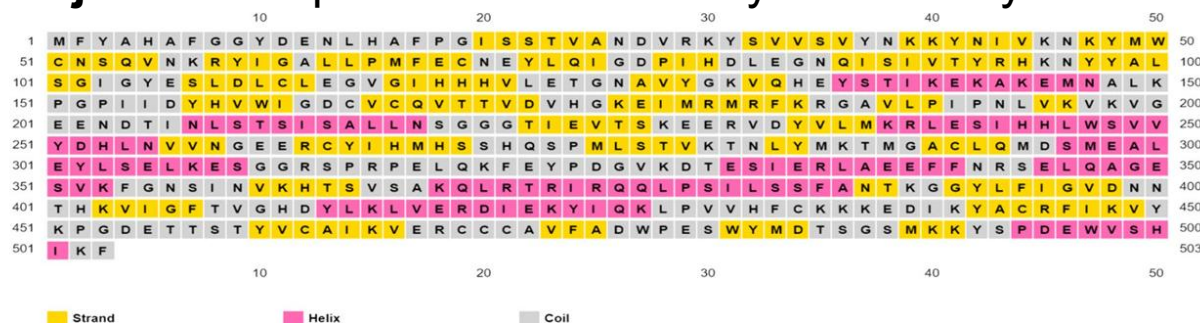 10 20 30 40 50
1 M F Y A H A F G G Y D E N L H A F P G I S S T V A N D V R K Y S V V S V Y N K K Y N I V K N K Y M W 50
51 C N S Q V N K R Y I G A L L P M F E C N E Y L Q I G D P I H D L E G N Q I S I V T Y R H K N Y Y A L 100
101 S G I G Y E S L D L C L E G V G I H H H V L E T G N A V Y G K V Q H E Y S T I K E K A K E M N A L K 150
151 P G P I I D Y H V W I G D C V C Q V T T V D V H G K E I M R M R F K R G A V L P I P N L V K V K V G 200
201 E E N D T I N L S T S I S A L L N S G G G T I E V T S K E E R V D Y V L M K R L E S I H H L W S V V 250
251 Y D H L N V V N G E E R C Y I H M H S S H Q S P M L S T V K T N L Y M K T M G A C L Q M D S M E A L 300
301 E Y L S E L K E S G G R S P R P E L Q K F E Y P D G V K D T E S I E R L A E E F F N R S E L Q A G E 350
351 S V K F G N S I N V K H T S V S A K Q L R T R I R Q Q L P S I L S S F A N T K G G Y L F I G V D N N 400
401 T H K V I G F T V G H D Y L K L V E R D I E K Y I Q K L P V V H F C K K K E D I K Y A C R F I K V Y 450
451 K P G D E T T S T Y V C A I K V E R C C C A V F A D W P E S W Y M D T S G S M K K Y S P D E W V S H 500
501 I K F 503
10 20 30 40 50
Strand Helix Coil